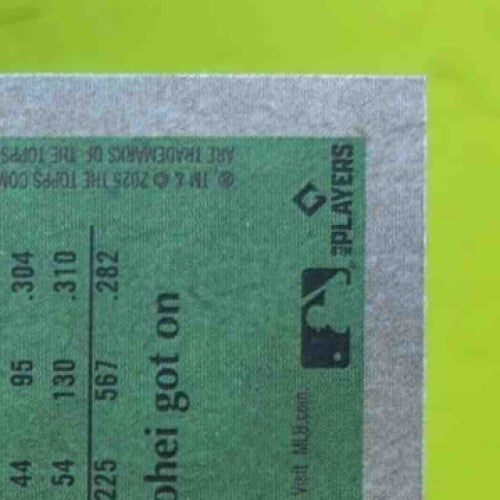 44 95 .304
54 130 .310
225 567 .282
ohei got on
Visit MLB.com
MLB PLAYERS
®, TM & © 2025 THE TOPPS COM
ARE TRADEMARKS OF THE TOPPS